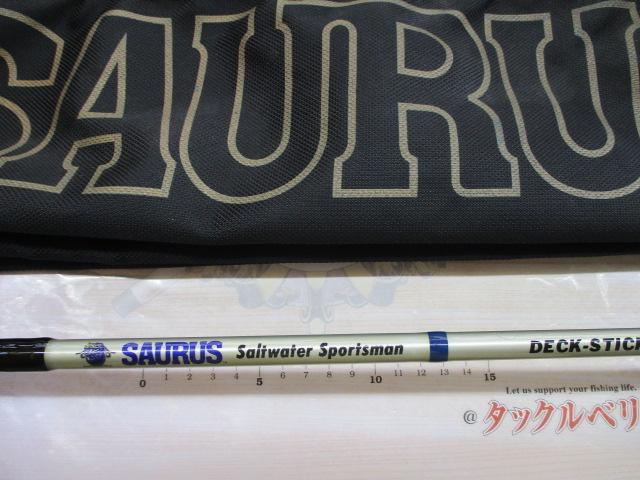 SAURU
SAURUS Saltwater Sportsman DECK-STICK
0 1 2 3 4 5 6 7 8 9 10 11 12 13 14 15
Let us support your fishing life.
@タックルベリ